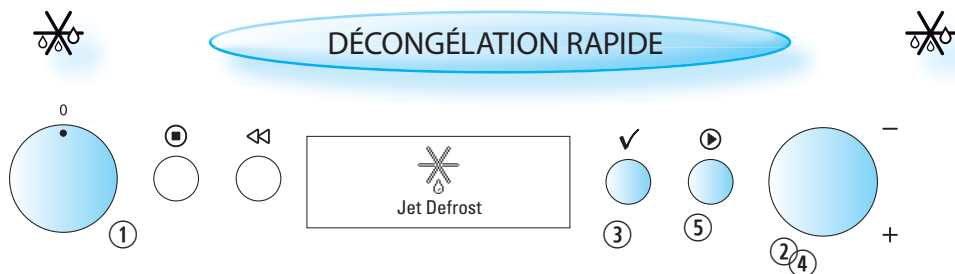 DÉCONGÉLATION RAPIDE
0
Jet Defrost
−
+
① ③ ⑤ ② ④